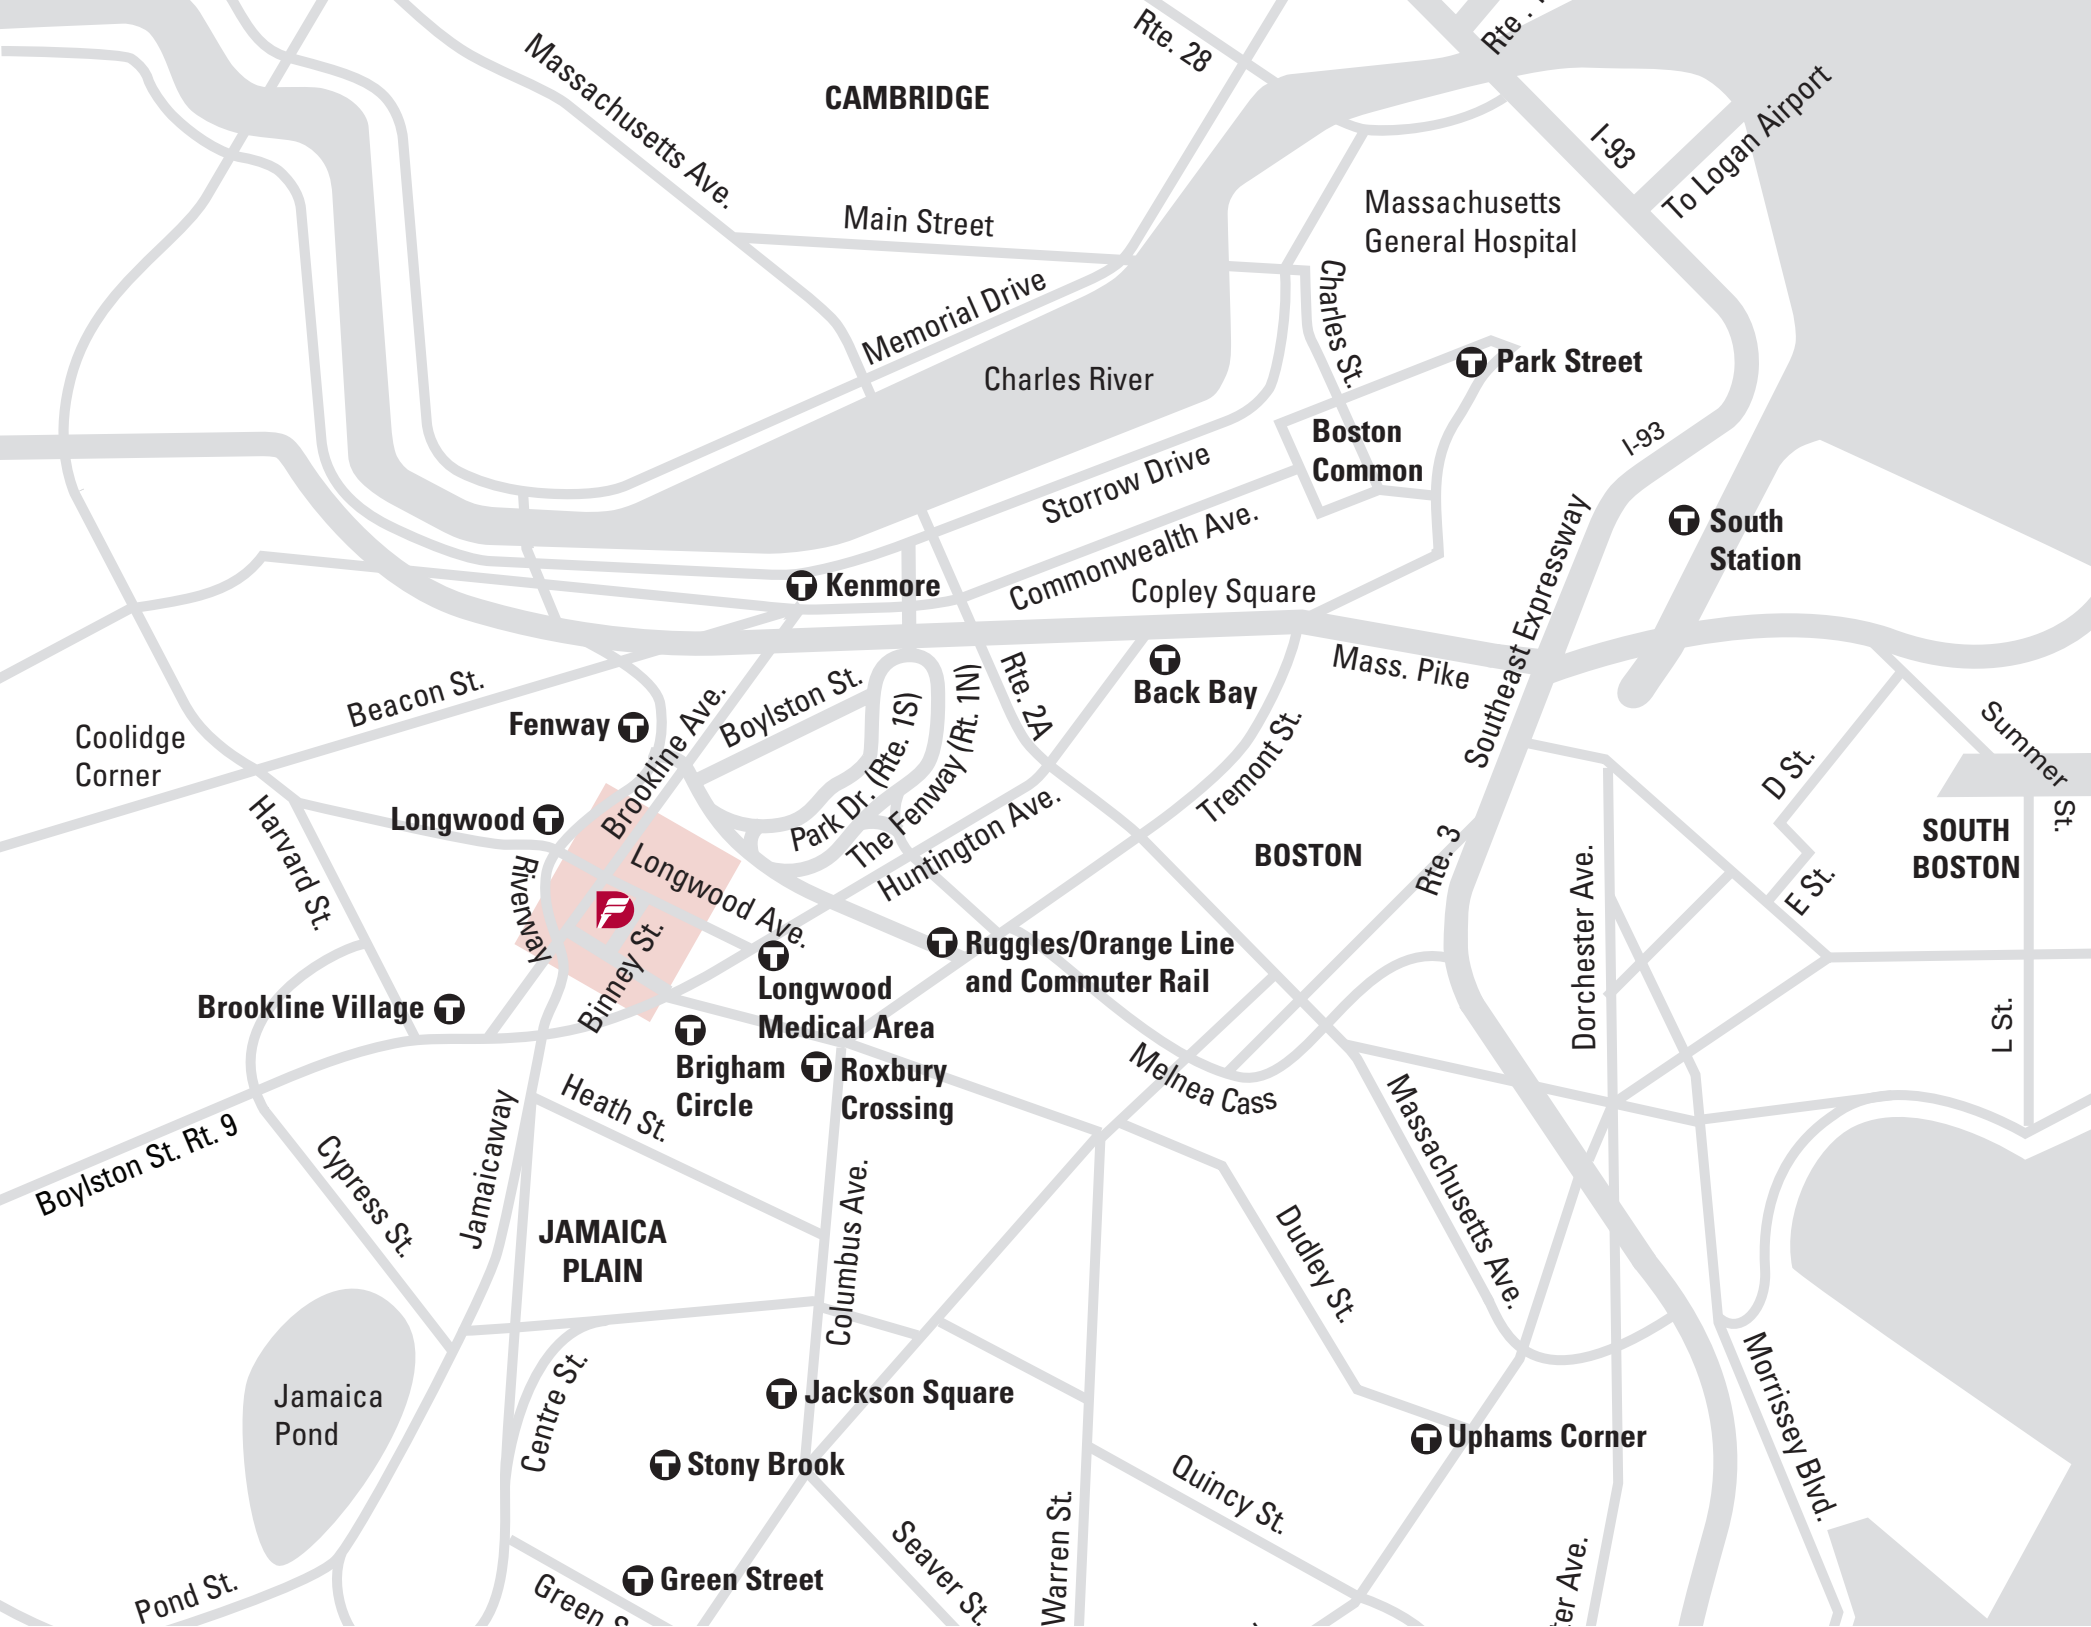 Rte. 28
Rte.
Massachusetts Ave.
CAMBRIDGE
I-93
To Logan Airport
Main Street
Massachusetts
General Hospital
Memorial Drive
Charles St.
Charles River
Park Street
Boston
Common
I-93
Storrow Drive
South
Station
Commonwealth Ave.
Kenmore
Copley Square
Southeast Expressway
Mass. Pike
Beacon St.
Fenway
Brookline Ave.
Boylston St.
Park Dr. (Rte. 1S)
The Fenway (Rt. 1N)
Rte. 2A
Back Bay
Tremont St.
Summer
St.
D St.
Coolidge
Corner
Longwood
Harvard St.
Riverway
Longwood Ave.
Huntington Ave.
BOSTON
Rte. 3
Dorchester Ave.
E St.
SOUTH
BOSTON
Binney St.
Ruggles/Orange Line
and Commuter Rail
Brookline Village
Longwood
Medical Area
Brigham
Circle
Roxbury
Crossing
L St.
Melnea Cass
Heath St.
Massachusetts Ave.
Boylston St. Rt. 9
Cypress St.
Jamaicaway
JAMAICA
PLAIN
Columbus Ave.
Dudley St.
Jamaica
Pond
Centre St.
Jackson Square
Stony Brook
Uphams Corner
Morrissey Blvd.
Quincy St.
Warren St.
Seaver St.
Green Street
Green S
Pond St.
ter Ave.